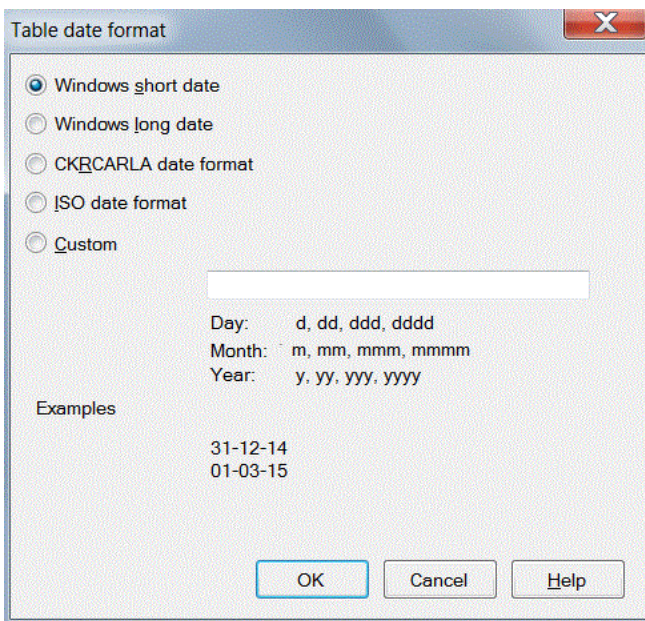 Table date format
Windows short date
Windows long date
CKRCARLA date format
ISO date format
Custom
Day: d, dd, ddd, dddd
Month: m, mm, mmm, mmmm
Year: y, yy, yyy, yyyy
Examples
31-12-14
01-03-15
OK Cancel Help